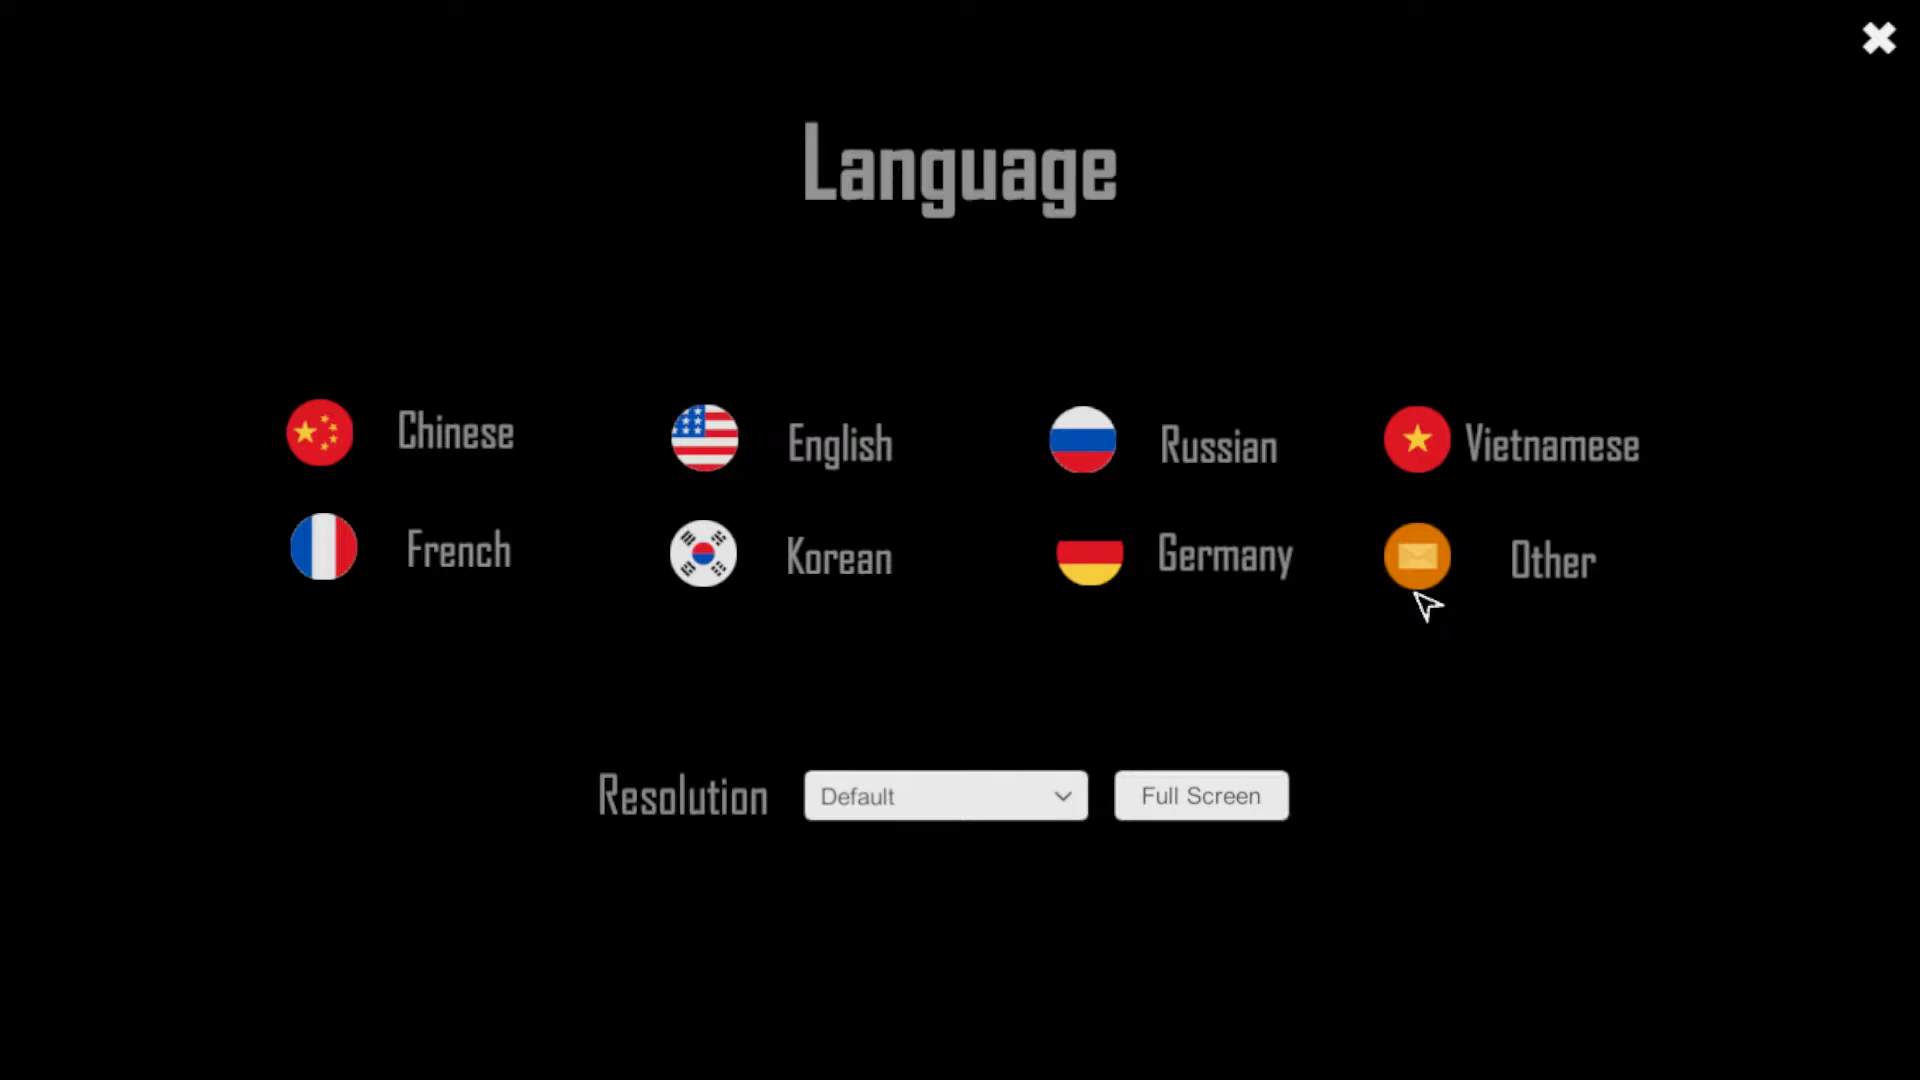 Language
Chinese
English
Russian
Vietnamese
French
Korean
Germany
Other
Resolution
Default
Full Screen